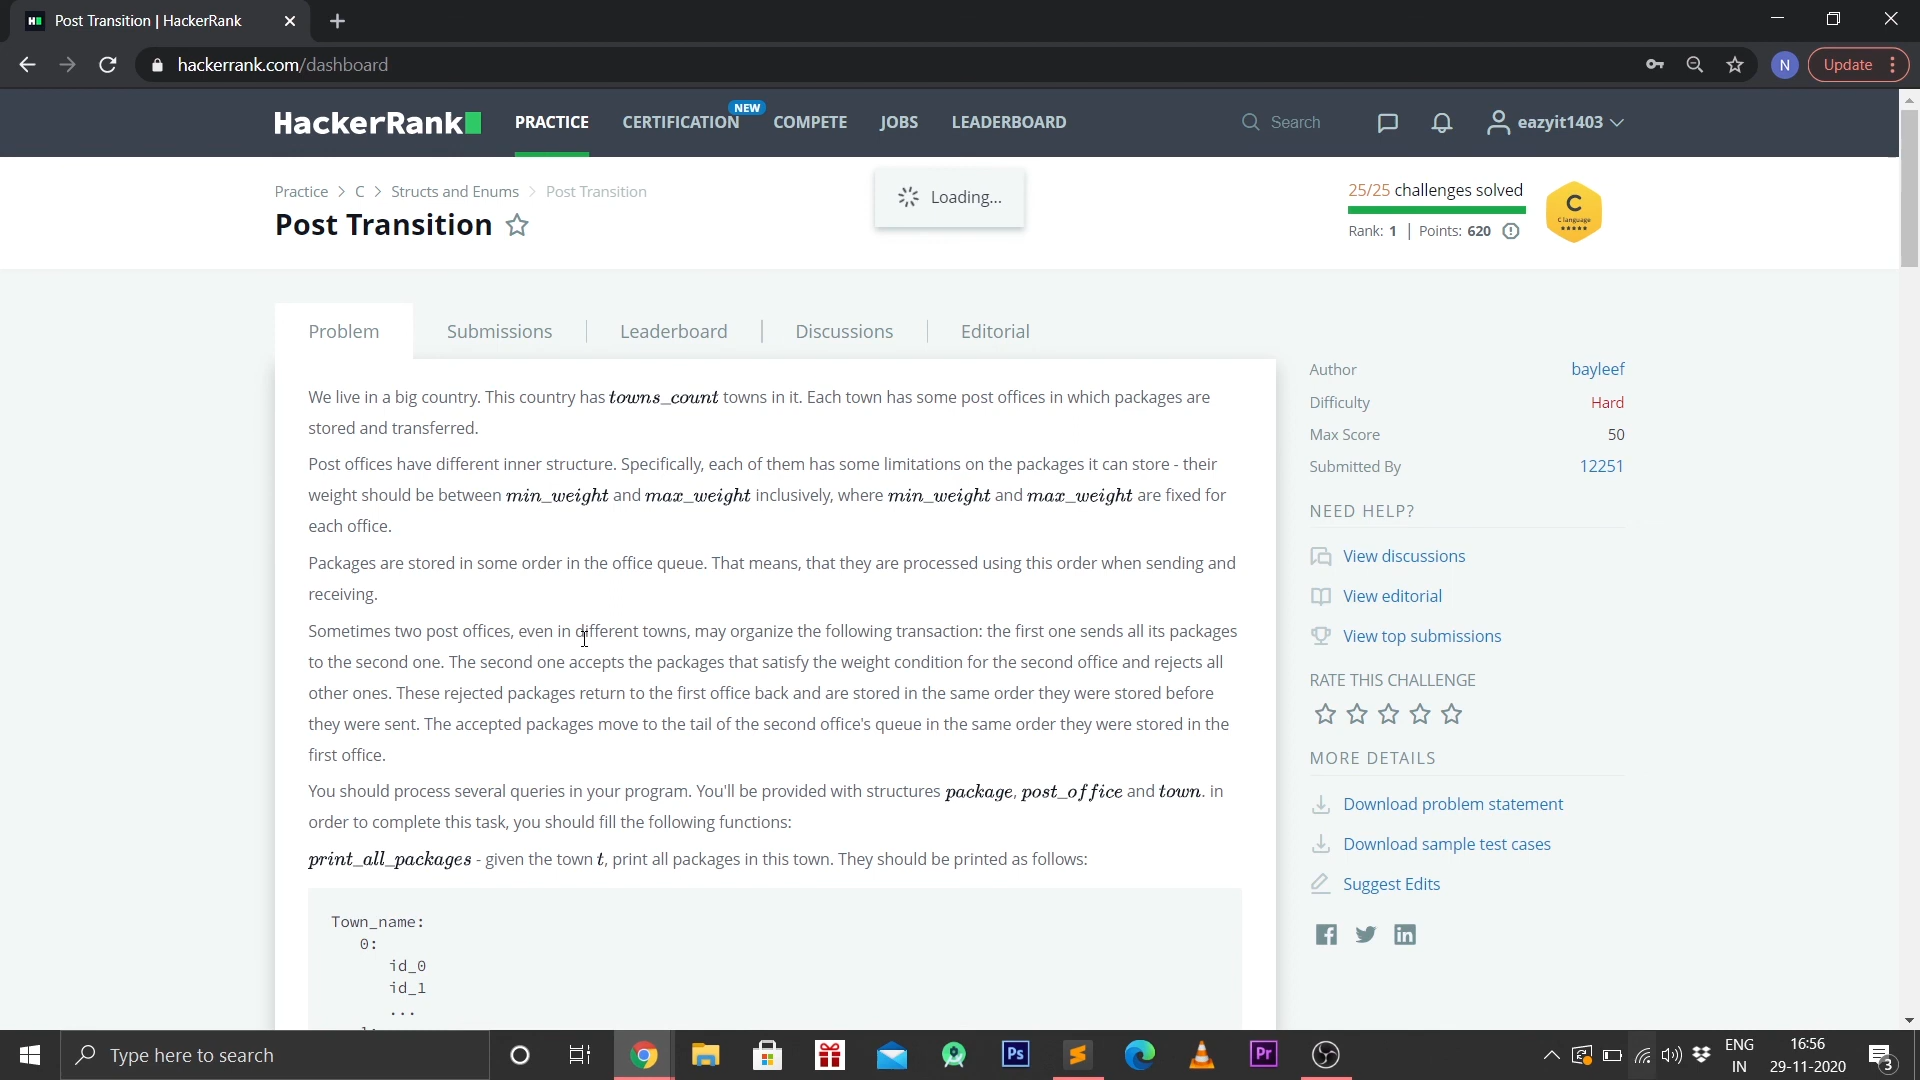 Post Transition | HackerRank
hackerrank.com/dashboard
N
Update
HackerRank
PRACTICE
CERTIFICATION
NEW
COMPETE
JOBS
LEADERBOARD
Search
eazyit1403
Practice > C > Structs and Enums > Post Transition
Post Transition
Loading...
25/25 challenges solved
Rank: 1 | Points: 620
C
C language
Problem
Submissions
Leaderboard
Discussions
Editorial
We live in a big country. This country has towns_count towns in it. Each town has some post offices in which packages are
stored and transferred.
Post offices have different inner structure. Specifically, each of them has some limitations on the packages it can store - their
weight should be between min_weight and max_weight inclusively, where min_weight and max_weight are fixed for
each office.
Packages are stored in some order in the office queue. That means, that they are processed using this order when sending and
receiving.
Sometimes two post offices, even in different towns, may organize the following transaction: the first one sends all its packages
to the second one. The second one accepts the packages that satisfy the weight condition for the second office and rejects all
other ones. These rejected packages return to the first office back and are stored in the same order they were stored before
they were sent. The accepted packages move to the tail of the second office's queue in the same order they were stored in the
first office.
You should process several queries in your program. You'll be provided with structures package, post_office and town. in
order to complete this task, you should fill the following functions:
print_all_packages - given the town t, print all packages in this town. They should be printed as follows:
Town_name:
0:
id_0
id_1
...
Author bayleef
Difficulty Hard
Max Score 50
Submitted By 12251
NEED HELP?
View discussions
View editorial
View top submissions
RATE THIS CHALLENGE
MORE DETAILS
Download problem statement
Download sample test cases
Suggest Edits
Type here to search
Ps
Pr
ENG
IN
16:56
29-11-2020
3